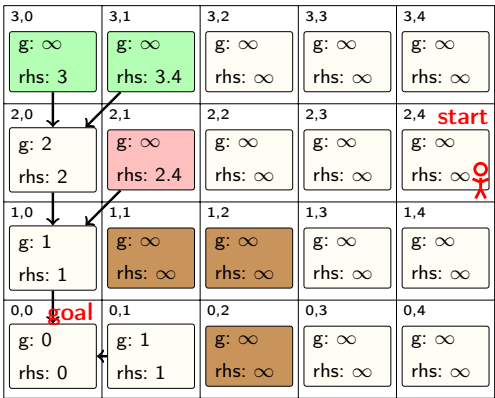 3,0 3,1 3,2 3,3 3,4
g: ∞ g: ∞ g: ∞ g: ∞ g: ∞
rhs: 3 rhs: 3.4 rhs: ∞ rhs: ∞ rhs: ∞
2,0 2,1 2,2 2,3 2,4 start
g: 2 g: ∞ g: ∞ g: ∞ g: ∞
rhs: 2 rhs: 2.4 rhs: ∞ rhs: ∞ rhs: ∞
1,0 1,1 1,2 1,3 1,4
g: 1 g: ∞ g: ∞ g: ∞ g: ∞
rhs: 1 rhs: ∞ rhs: ∞ rhs: ∞ rhs: ∞
0,0 goal 0,1 0,2 0,3 0,4
g: 0 g: 1 g: ∞ g: ∞ g: ∞
rhs: 0 rhs: 1 rhs: ∞ rhs: ∞ rhs: ∞